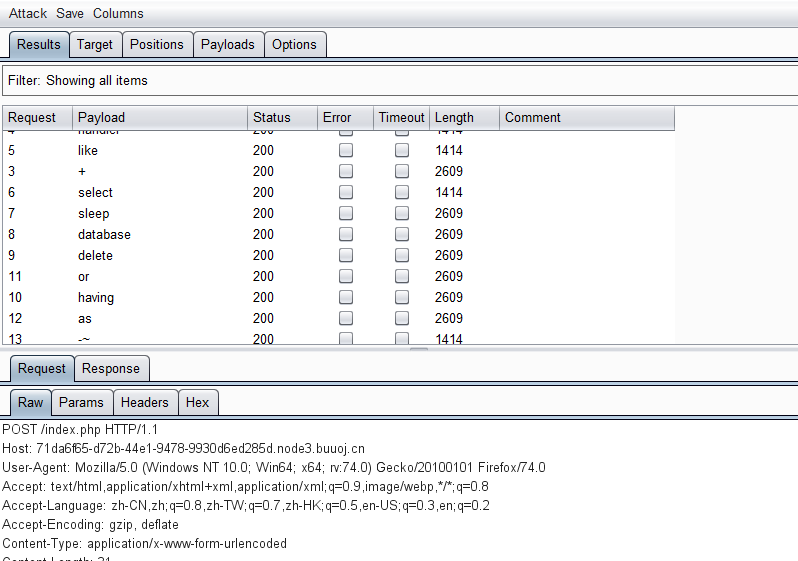 Attack Save Columns
Results Target Positions Payloads Options
Filter: Showing all items
Request Payload Status Error Timeout Length Comment
4 handler 200 1414
5 like 200 1414
3 + 200 2609
6 select 200 1414
7 sleep 200 2609
8 database 200 2609
9 delete 200 2609
11 or 200 2609
10 having 200 2609
12 as 200 2609
13 -~ 200 1414
Request Response
Raw Params Headers Hex
POST /index.php HTTP/1.1
Host: 71da6f65-d72b-44e1-9478-9930d6ed285d.node3.buuoj.cn
User-Agent: Mozilla/5.0 (Windows NT 10.0; Win64; x64; rv:74.0) Gecko/20100101 Firefox/74.0
Accept: text/html,application/xhtml+xml,application/xml;q=0.9,image/webp,*/*;q=0.8
Accept-Language: zh-CN,zh;q=0.8,zh-TW;q=0.7,zh-HK;q=0.5,en-US;q=0.3,en;q=0.2
Accept-Encoding: gzip, deflate
Content-Type: application/x-www-form-urlencoded
Content-Length: 21